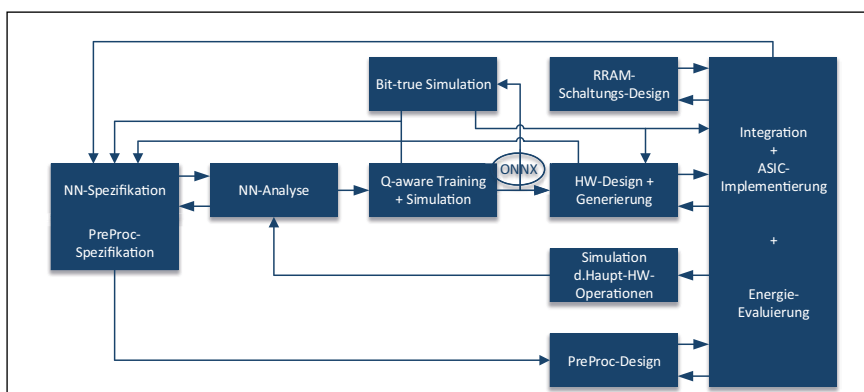 Bit-true Simulation
RRAM-
Schaltungs-Design
Integration
+
ASIC-
Implementierung
+
Energie-
Evaluierung
NN-Spezifikation
PreProc-
Spezifikation
NN-Analyse
Q-aware Training
+ Simulation
ONNX
HW-Design +
Generierung
Simulation
d.Haupt-HW-
Operationen
PreProc-Design